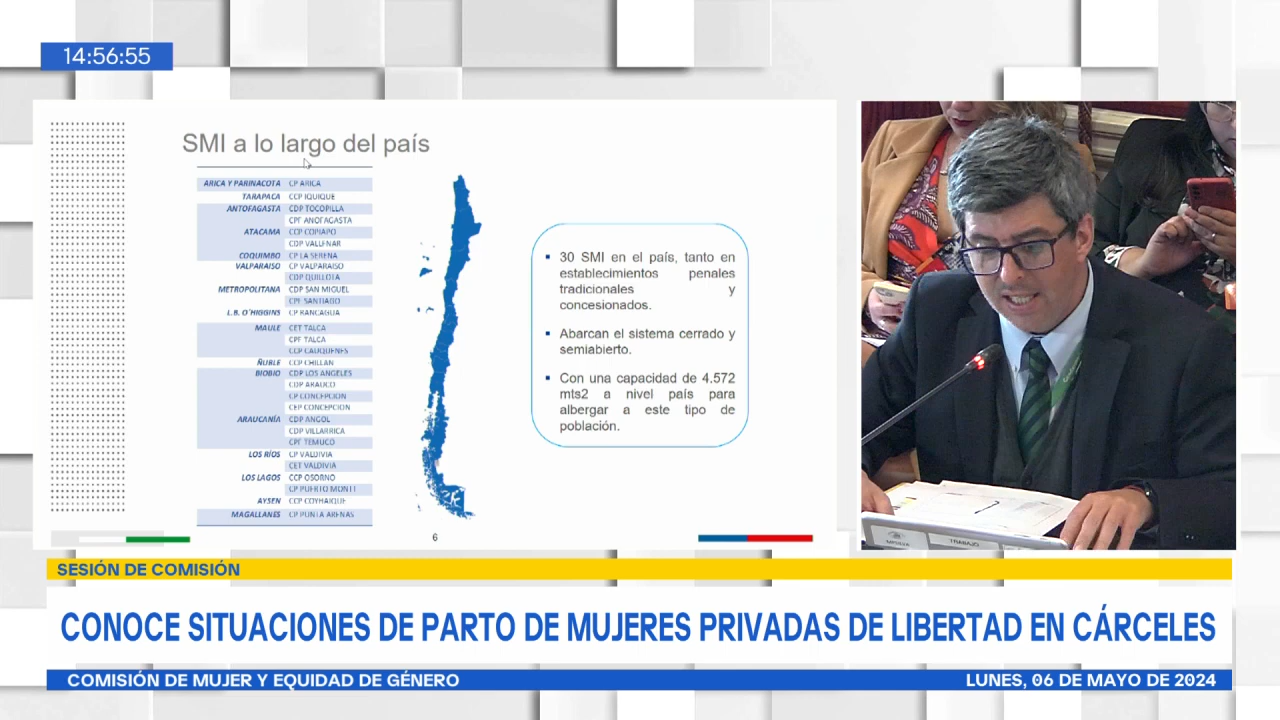 14:56:55
SMI a lo largo del país
ARICA Y PARINACOTA CP ARICA
TARAPACA CCP IQUIQUE
ANTOFAGASTA CDP TOCOPILLA
CPF ANOFAGASTA
ATACAMA CCP COPIAPO
CDP VALLENAR
COQUIMBO CP LA SERENA
VALPARAISO CP VALPARAISO
CDP QUILLOTA
METROPOLITANA CDP SAN MIGUEL
CPF SANTIAGO
L.B. O´HIGGINS CP RANCAGUA
MAULE CET TALCA
CPF TALCA
CCP CAUQUENES
ÑUBLE CCP CHILLAN
BIOBIO CDP LOS ANGELES
CDP ARAUCO
CP CONCEPCION
CEP CONCEPCION
ARAUCANÍA CDP ANGOL
CDP VILLARRICA
CPF TEMUCO
LOS RÍOS CP VALDIVIA
CET VALDIVIA
LOS LAGOS CCP OSORNO
CP PUERTO MONTT
AYSEN CCP COYHAIQUE
MAGALLANES CP PUNTA ARENAS
▪ 30 SMI en el país, tanto en
establecimientos penales
tradicionales y
concesionados.
▪ Abarcan el sistema cerrado y
semiabierto.
▪ Con una capacidad de 4.572
mts2 a nivel país para
albergar a este tipo de
población.
6
TRABAJO
SESIÓN DE COMISIÓN
CONOCE SITUACIONES DE PARTO DE MUJERES PRIVADAS DE LIBERTAD EN CÁRCELES
COMISIÓN DE MUJER Y EQUIDAD DE GÉNERO
LUNES, 06 DE MAYO DE 2024